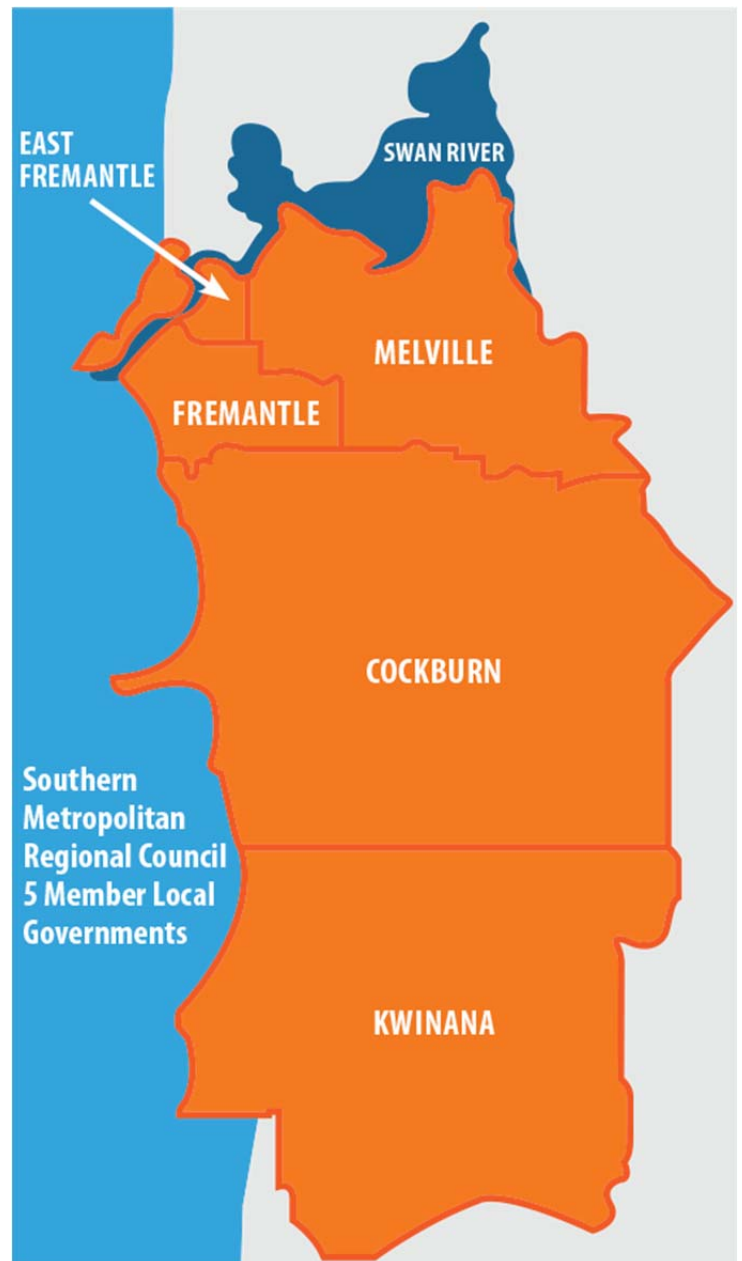 EAST
FREMANTLE
SWAN RIVER
MELVILLE
FREMANTLE
COCKBURN
Southern
Metropolitan
Regional Council
5 Member Local
Governments
KWINANA